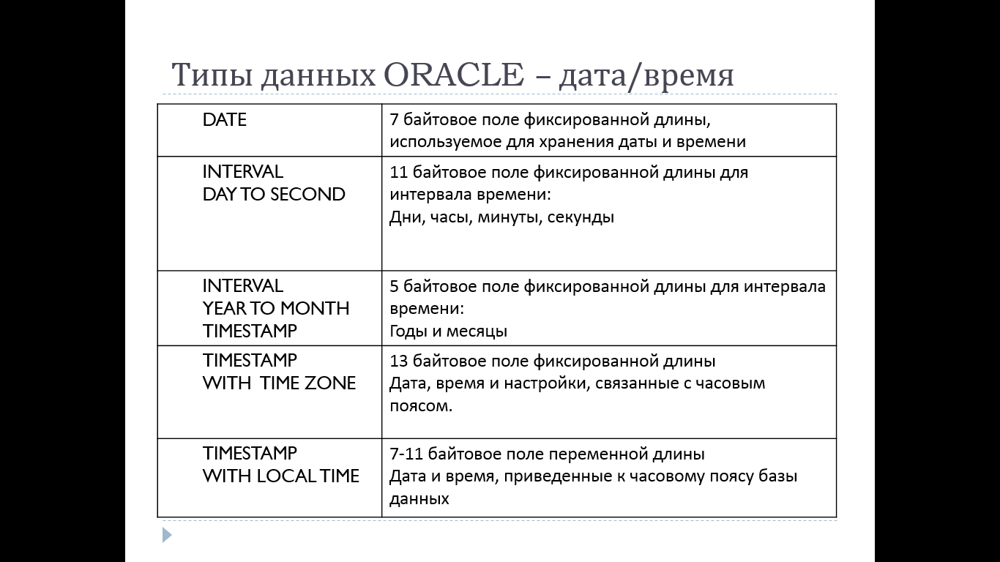 Типы данных ORACLE – дата/время
DATE
7 байтовое поле фиксированной длины,
используемое для хранения даты и времени
INTERVAL
DAY TO SECOND
11 байтовое поле фиксированной длины для
интервала времени:
Дни, часы, минуты, секунды
INTERVAL
YEAR TO MONTH
TIMESTAMP
5 байтовое поле фиксированной длины для интервала
времени:
Годы и месяцы
TIMESTAMP
WITH TIME ZONE
13 байтовое поле фиксированной длины
Дата, время и настройки, связанные с часовым
поясом.
TIMESTAMP
WITH LOCAL TIME
7-11 байтовое поле переменной длины
Дата и время, приведенные к часовому поясу базы
данных